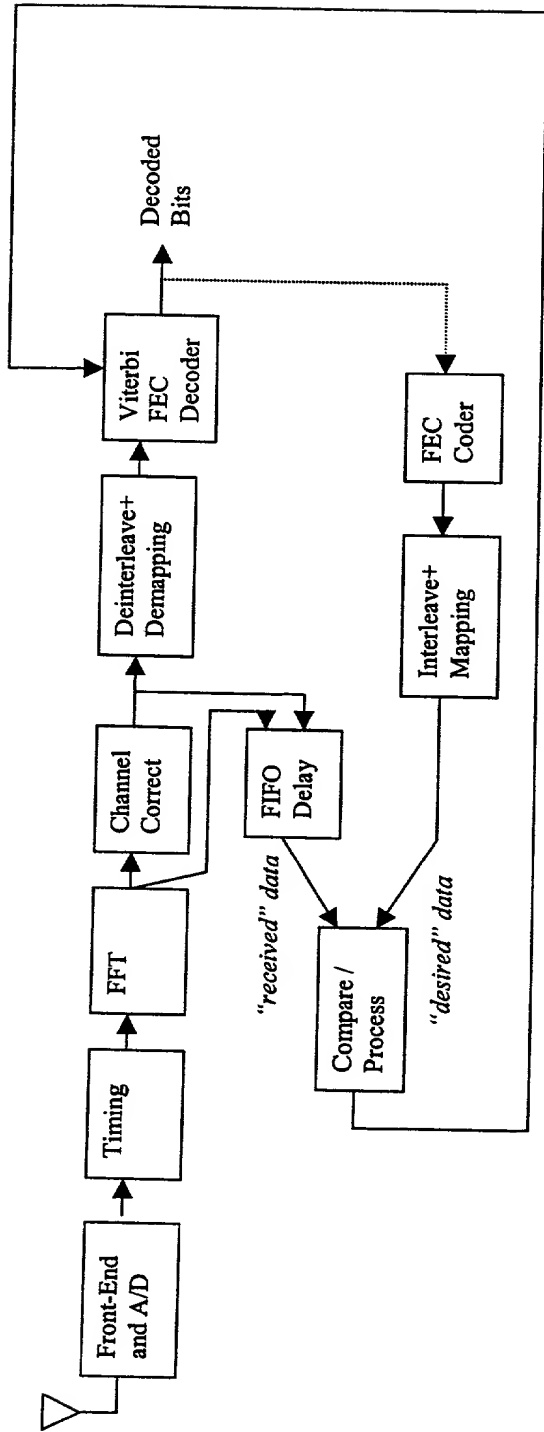 Front-End
and A/D
Timing
FFT
Channel
Correct
Deinterleave+
Demapping
Viterbi
FEC
Decoder
Decoded
Bits
FIFO
Delay
"received" data
Compare /
Process
"desired" data
Interleave+
Mapping
FEC
Coder